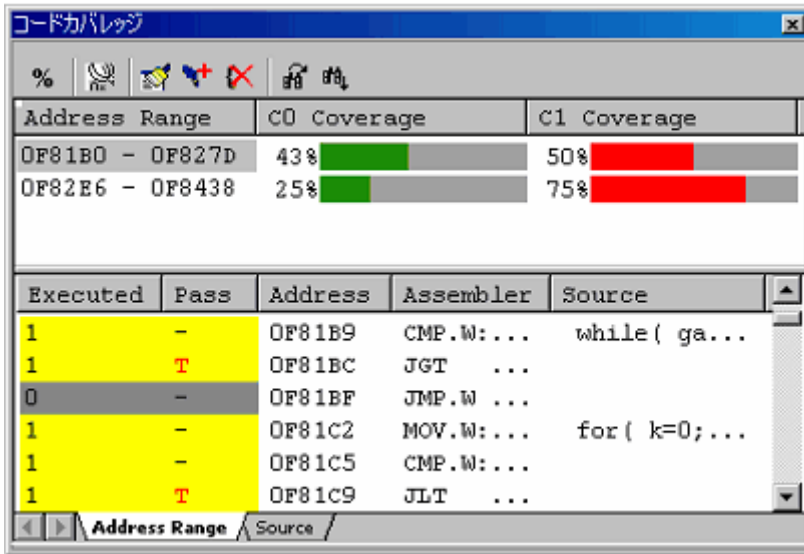 コードカバレッジ
%
Address Range C0 Coverage C1 Coverage
0F81B0 - 0F827D 43% 50%
0F82E6 - 0F8438 25% 75%
Executed Pass Address Assembler Source
1 - 0F81B9 CMP.W:... while( ga...
1 T 0F81BC JGT ...
0 - 0F81BF JMP.W ...
1 - 0F81C2 MOV.W:... for( k=0;...
1 - 0F81C5 CMP.W:...
1 T 0F81C9 JLT ...
Address Range Source